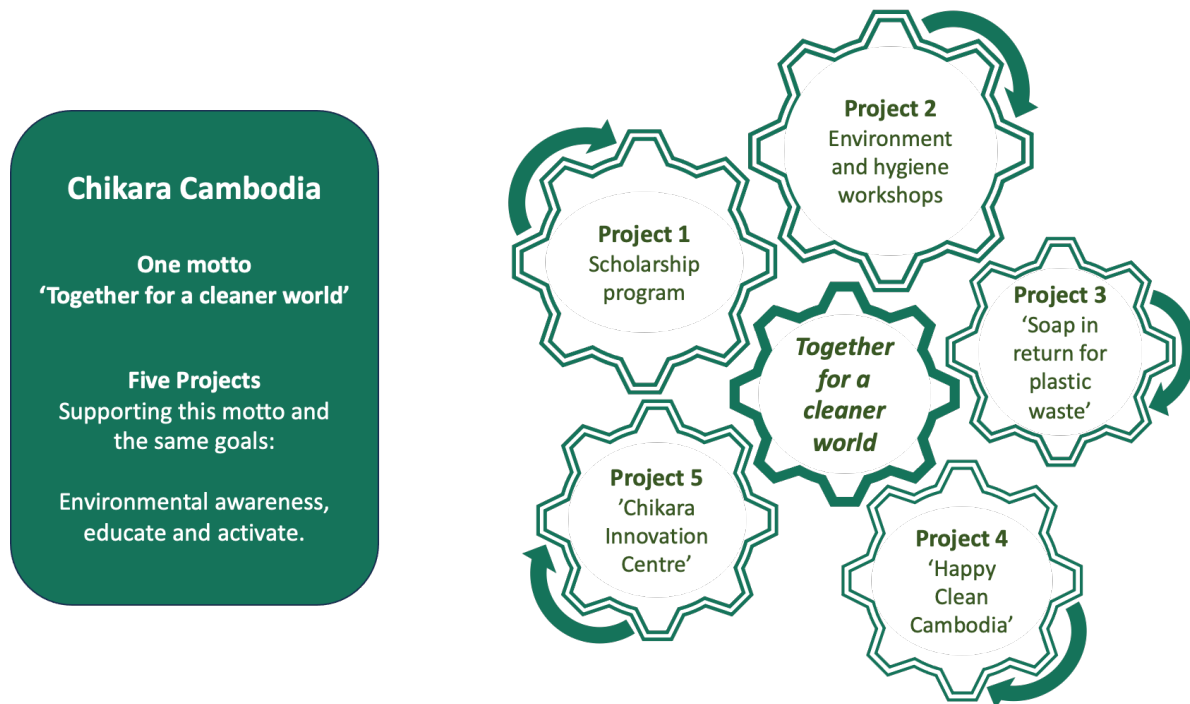 Chikara Cambodia
One motto
‘Together for a cleaner world’
Five Projects
Supporting this motto and
the same goals:
Environmental awareness,
educate and activate.
Project 1
Scholarship
program
Project 2
Environment
and hygiene
workshops
Project 3
‘Soap in
return for
plastic
waste’
Together
for a
cleaner
world
Project 4
‘Happy
Clean
Cambodia’
Project 5
’Chikara
Innovation
Centre’